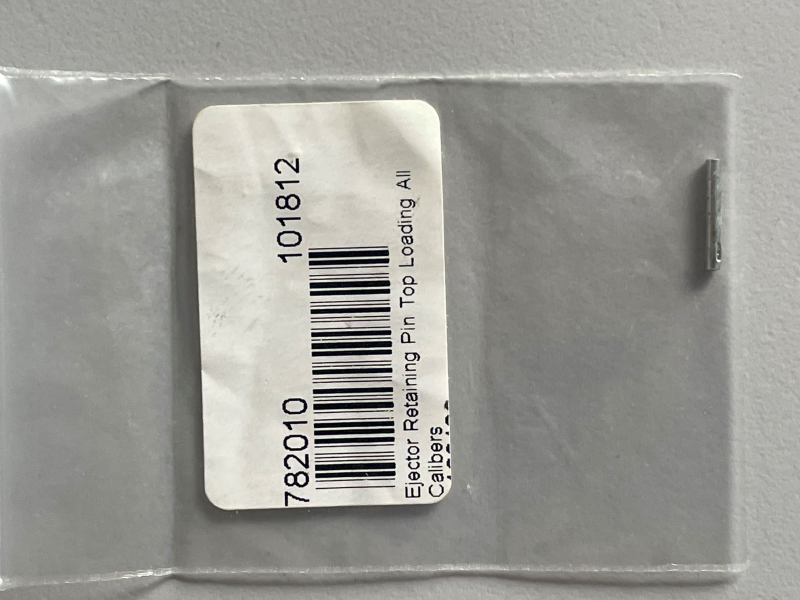 782010 101812
Ejector Retaining Pin Top Loading All
Calibers